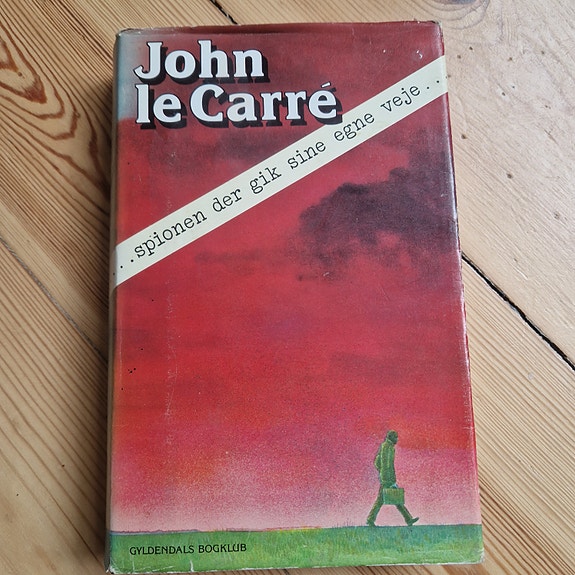 John
le Carré
...spionen der gik sine egne veje...
GYLDENDALS BOGKLUB